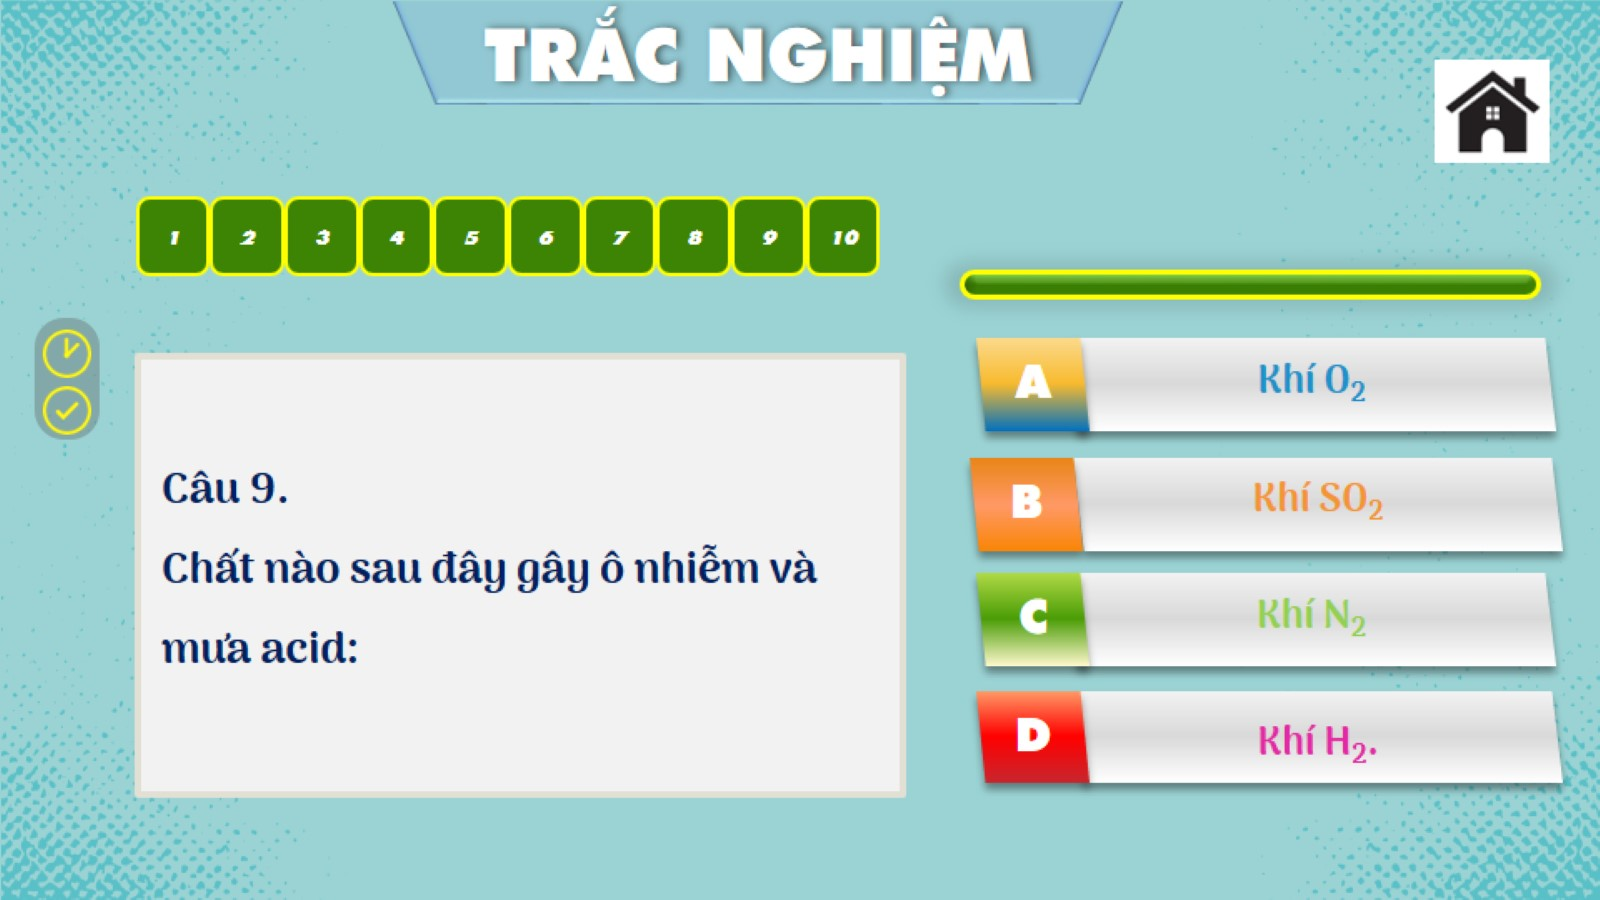 TRẮC NGHIỆM
1 2 3 4 5 6 7 8 9 10
Câu 9.
Chất nào sau đây gây ô nhiễm và
mưa acid:
A Khí O₂
B Khí SO₂
C Khí N₂
D Khí H₂.